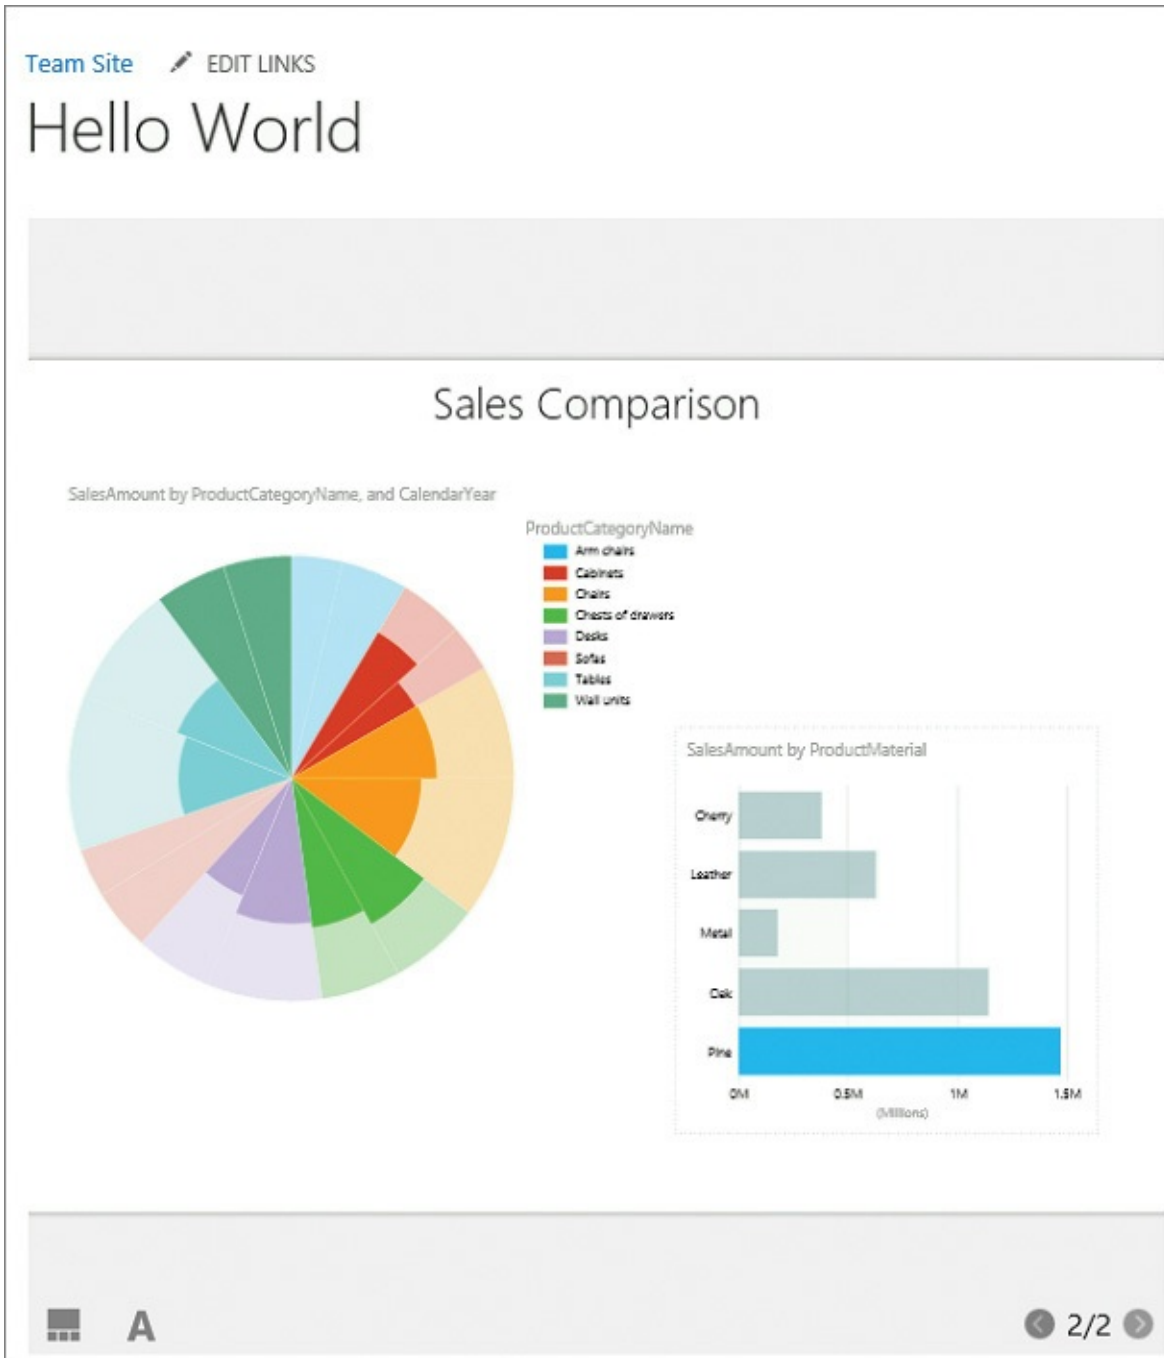 Team Site EDIT LINKS
Hello World
Sales Comparison
SalesAmount by ProductCategoryName, and CalendarYear
ProductCategoryName
Arm chairs
Cabinets
Chairs
Chests of drawers
Desks
Sofas
Tables
Wall units
SalesAmount by ProductMaterial
Cherry
Leather
Metal
Oak
Pine
0M 0.5M 1M 1.5M
(Millions)
A 2/2